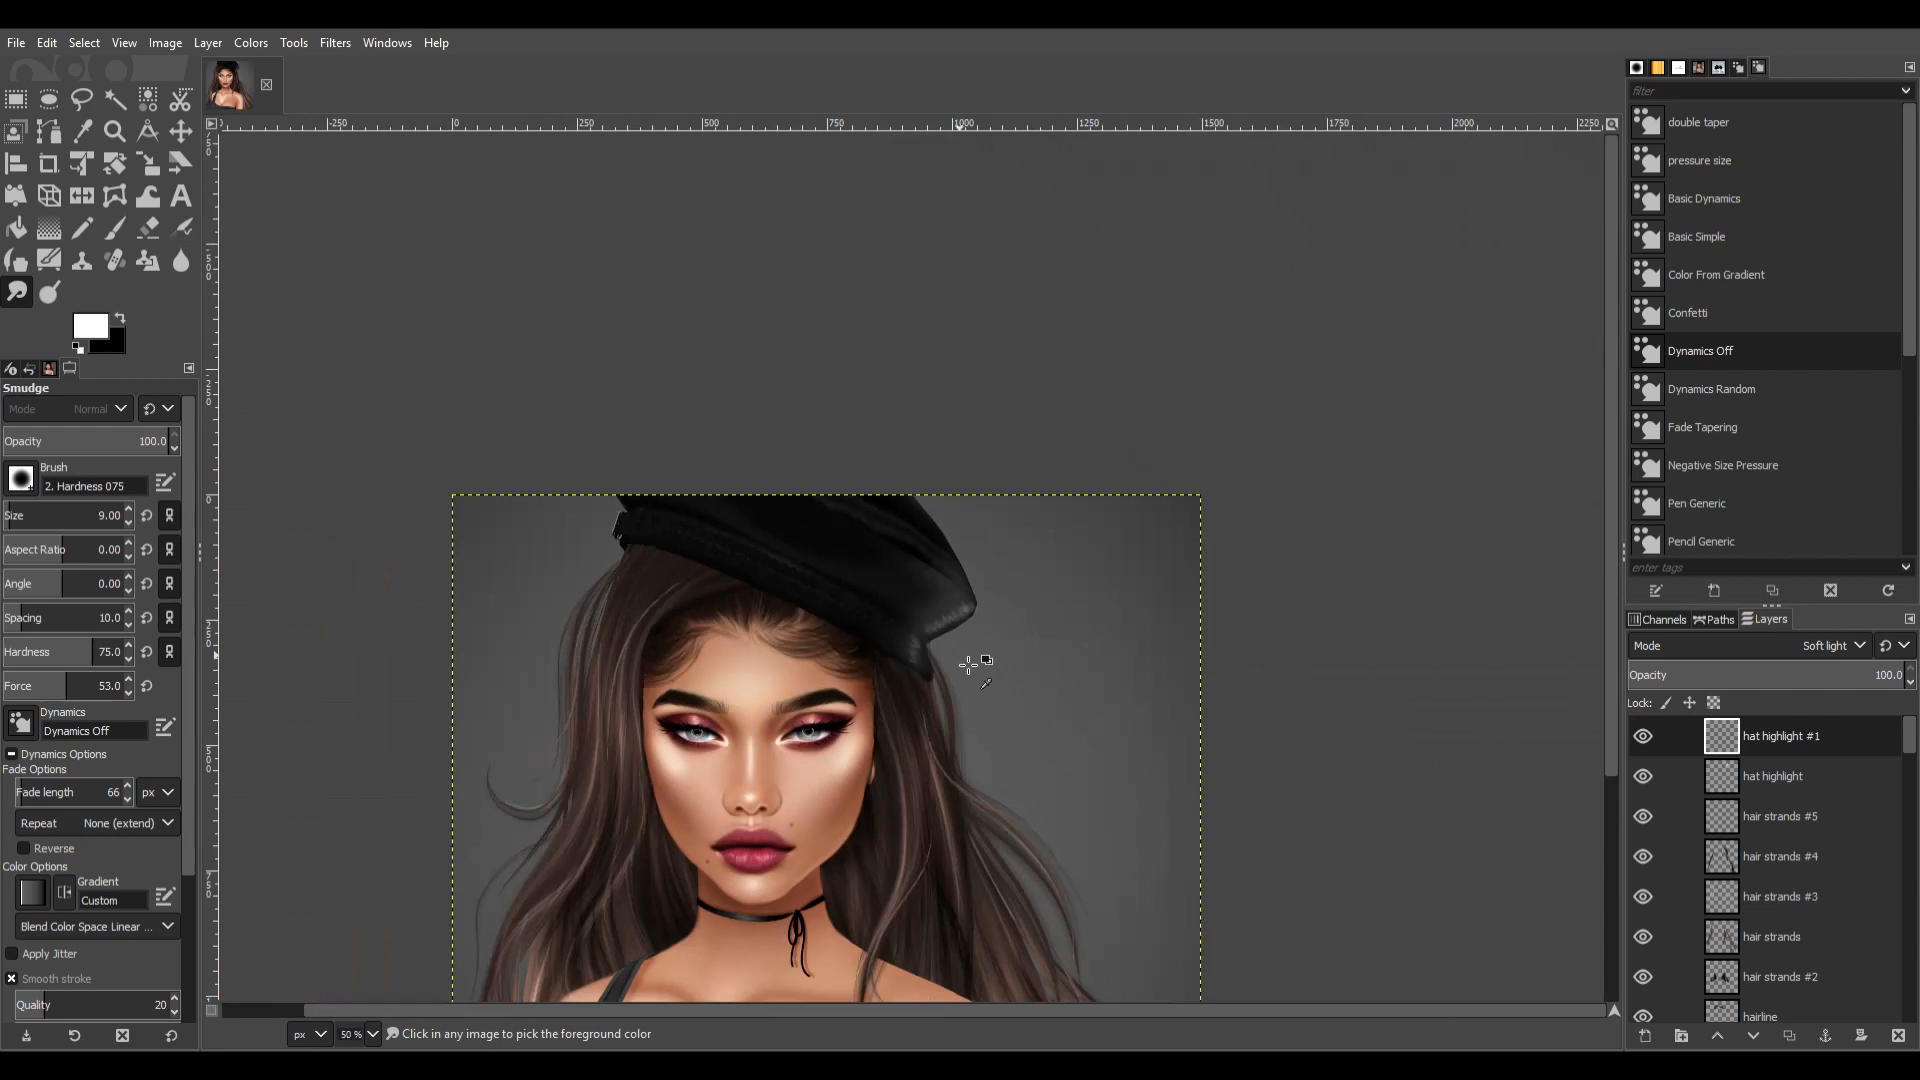 File Edit Select View Image Layer Colors Tools Filters Windows Help
-250 0 250 500 750 1000 1250 1500 1750 2000 2250
Smudge
Mode Normal
Opacity 100.0
Brush
2. Hardness 075
Size 9.00
Aspect Ratio 0.00
Angle 0.00
Spacing 10.0
Hardness 75.0
Force 53.0
Dynamics
Dynamics Off
Dynamics Options
Fade Options
Fade length 66 px
Repeat None (extend)
Reverse
Color Options
Gradient
Custom
Blend Color Space Linear ...
Apply Jitter
Smooth stroke
Quality 20
px 50 % Click in any image to pick the foreground color
filter
double taper
pressure size
Basic Dynamics
Basic Simple
Color From Gradient
Confetti
Dynamics Off
Dynamics Random
Fade Tapering
Negative Size Pressure
Pen Generic
Pencil Generic
enter tags
Channels Paths Layers
Mode Soft light
Opacity 100.0
Lock:
hat highlight #1
hat highlight
hair strands #5
hair strands #4
hair strands #3
hair strands
hair strands #2
hairline